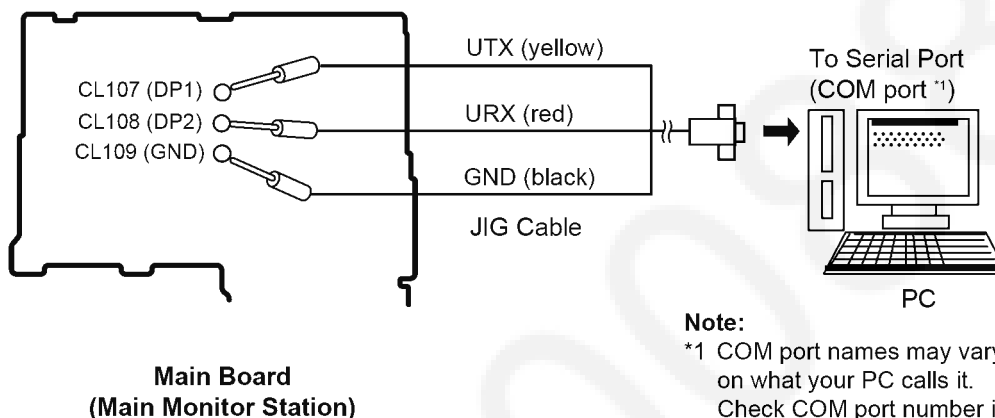 UTX (yellow)
To Serial Port
(COM port *1)
CL107 (DP1)
CL108 (DP2)
URX (red)
CL109 (GND)
GND (black)
JIG Cable
PC
Note:
*1 COM port names may vary
on what your PC calls it.
Check COM port number i
Main Board
(Main Monitor Station)